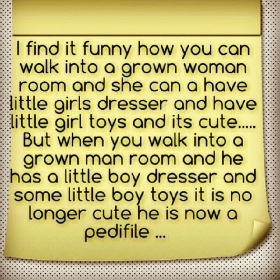 I find it funny how you can
walk into a grown woman
room and she can a have
little girls dresser and have
little girl toys and its cute.....
But when you walk into a
grown man room and he
has a little boy dresser and
some little boy toys it is no
longer cute he is now a
pedifile ...